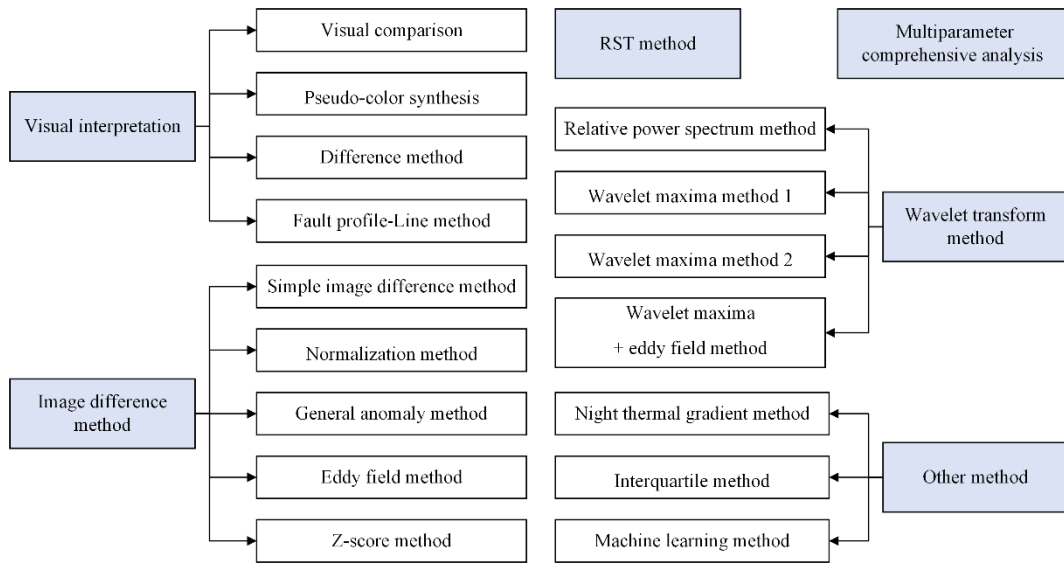 Visual interpretation
Visual comparison
Pseudo-color synthesis
Difference method
Fault profile-Line method
Image difference
method
Simple image difference method
Normalization method
General anomaly method
Eddy field method
Z-score method
RST method
Multiparameter
comprehensive analysis
Relative power spectrum method
Wavelet maxima method 1
Wavelet maxima method 2
Wavelet maxima
+ eddy field method
Wavelet transform
method
Night thermal gradient method
Interquartile method
Machine learning method
Other method